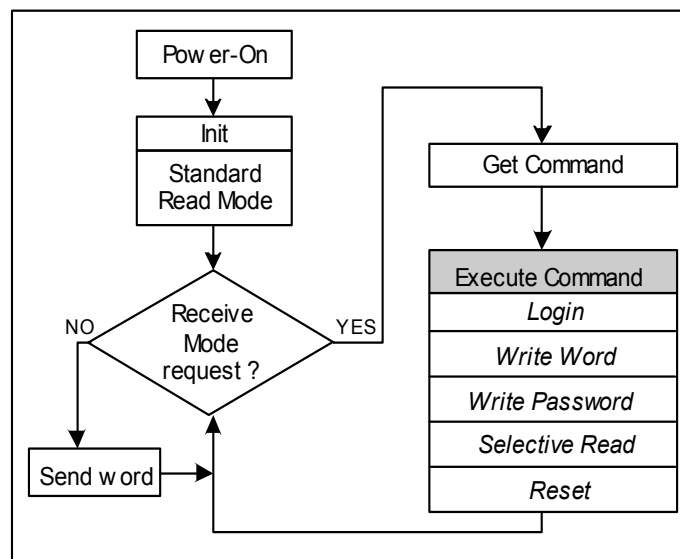 Power-On
Init
Standard
Read Mode
Receive
Mode
request ?
NO
YES
Send word
Get Command
Execute Command
Login
Write Word
Write Password
Selective Read
Reset